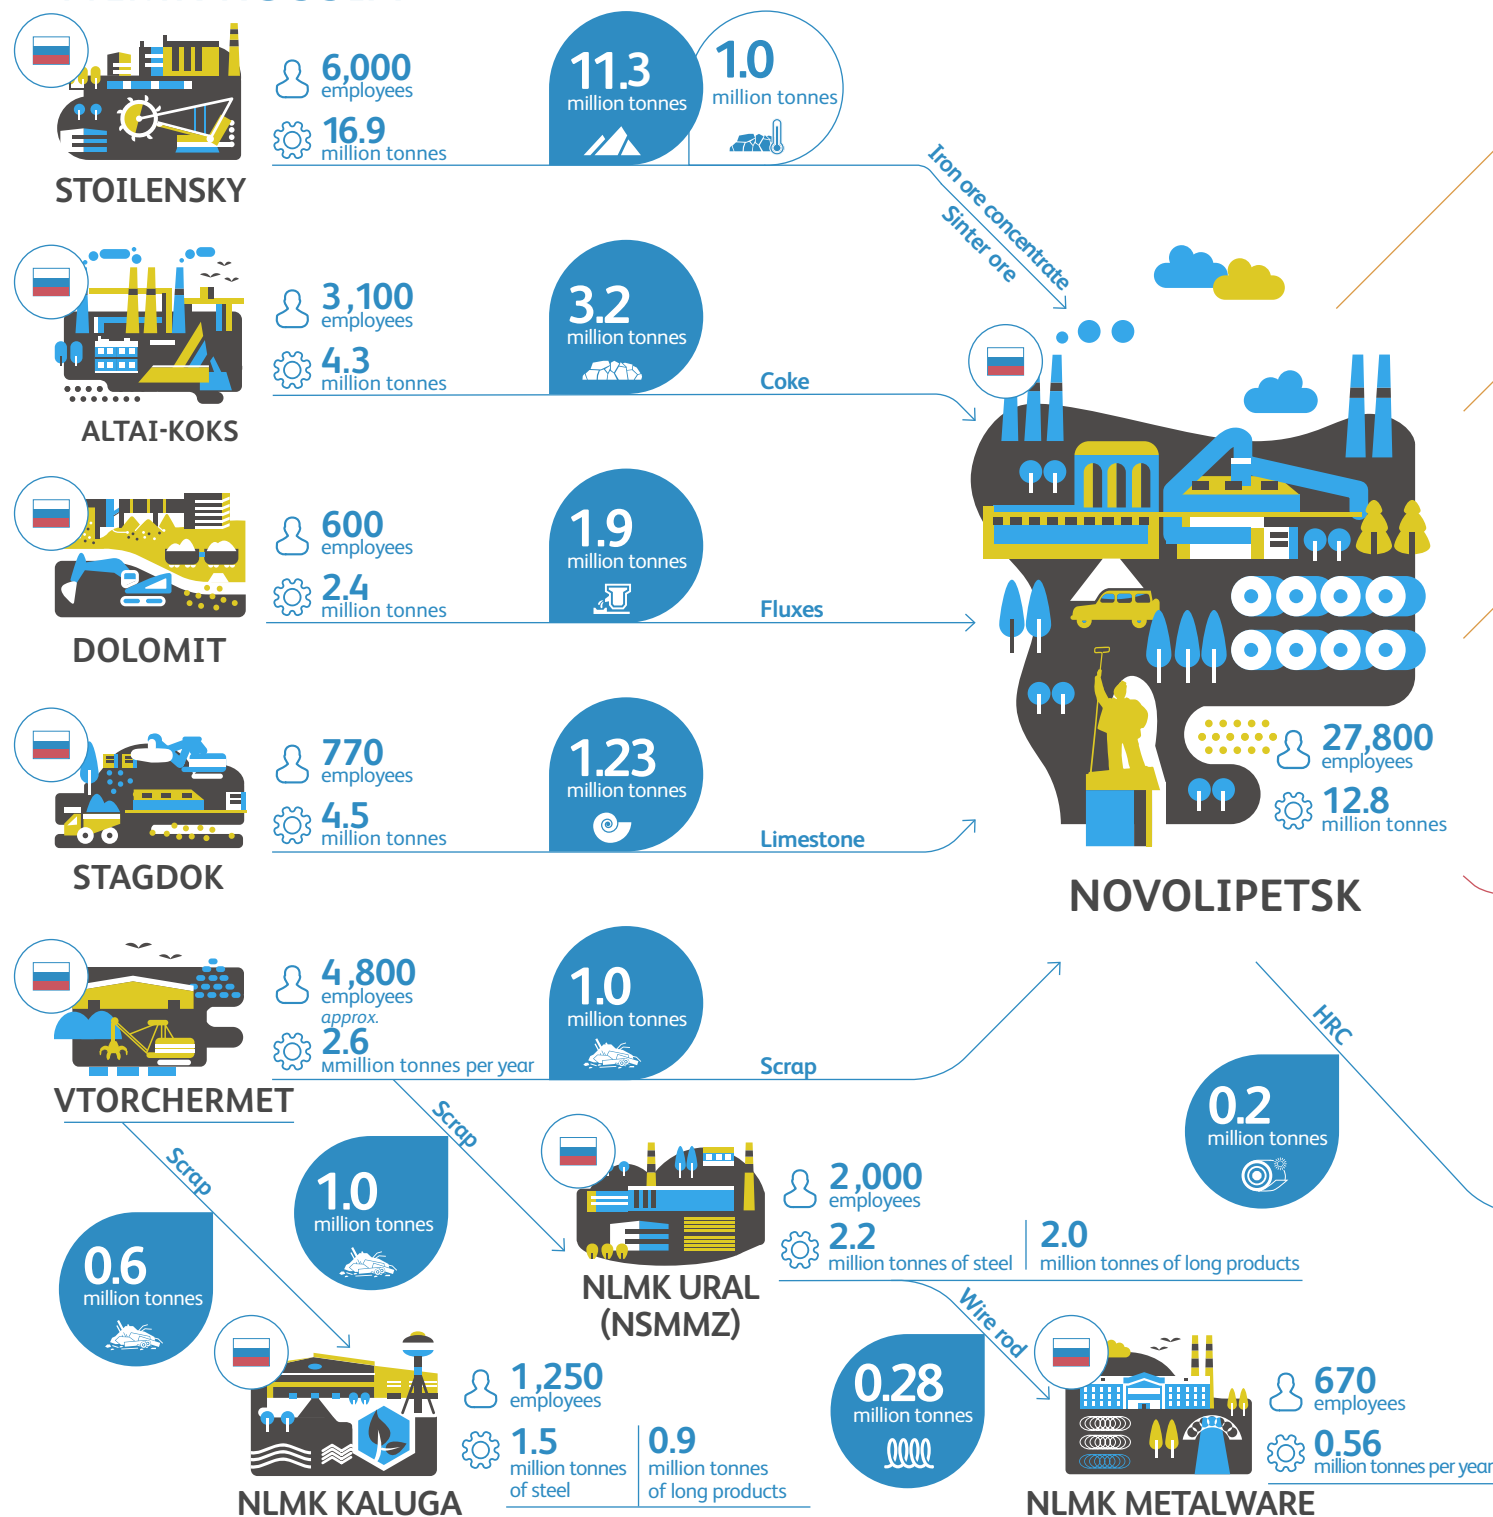 6,000
employees
16.9
million tonnes
11.3
million tonnes
1.0
million tonnes
STOILENSKY
Iron ore concentrate
Sinter ore
3,100
employees
4.3
million tonnes
3.2
million tonnes
Coke
ALTAI-KOKS
600
employees
2.4
million tonnes
1.9
million tonnes
Fluxes
DOLOMIT
770
employees
4.5
million tonnes
1.23
million tonnes
Limestone
STAGDOK
27,800
employees
12.8
million tonnes
NOVOLIPETSK
4,800
employees
approx.
2.6
Mmillion tonnes per year
1.0
million tonnes
Scrap
VTORCHERMET
HRC
0.2
million tonnes
Scrap
Scrap
1.0
million tonnes
0.6
million tonnes
2,000
employees
2.2
million tonnes of steel
2.0
million tonnes of long products
NLMK URAL
(NSMMZ)
Wire rod
0.28
million tonnes
1,250
employees
1.5
million tonnes
of steel
0.9
million tonnes
of long products
NLMK KALUGA
670
employees
0.56
million tonnes per year
NLMK METALWARE